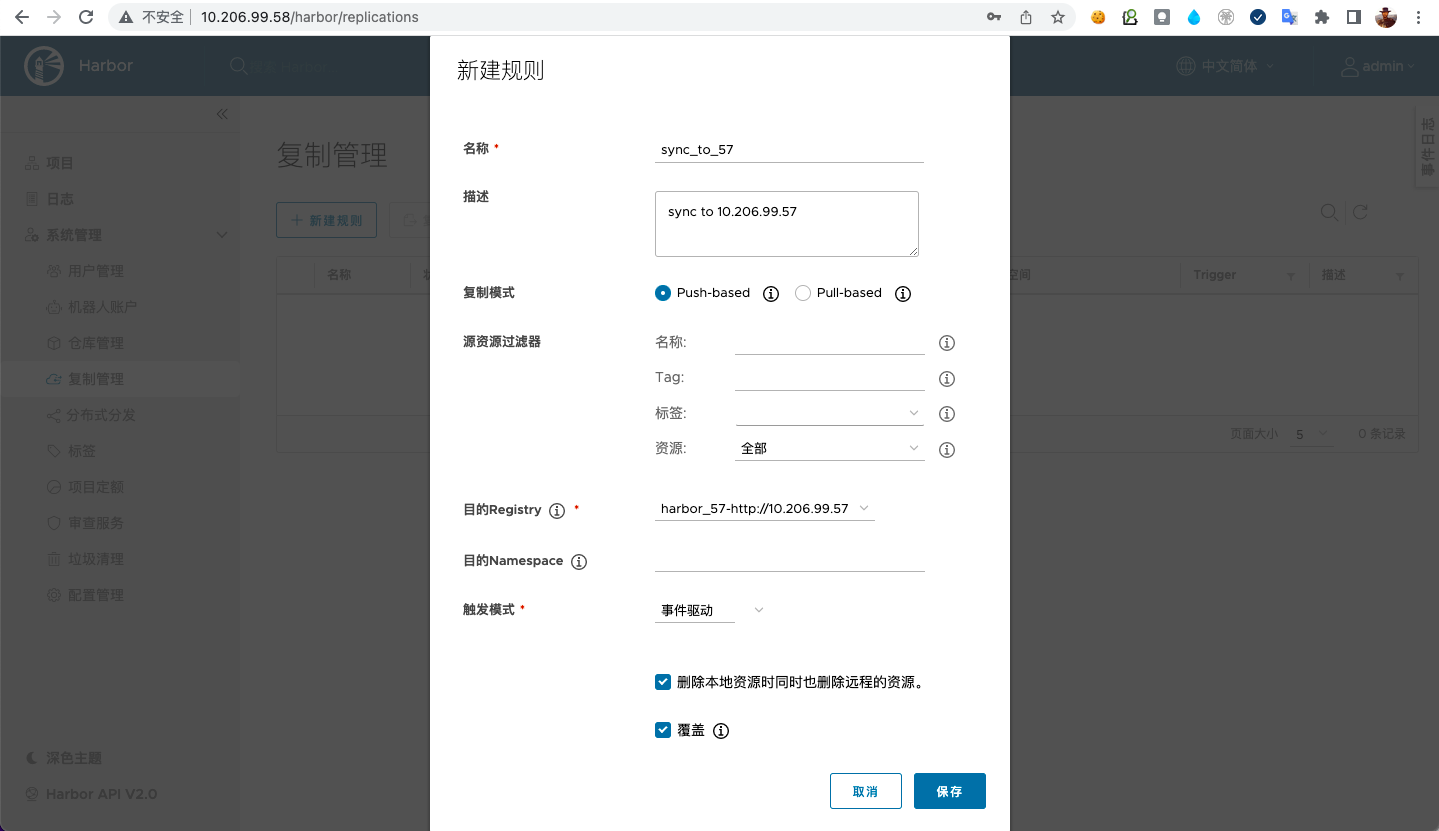 不安全 10.206.99.58/harbor/replications
Harbor
中文简体
admin
新建规则
复制管理
事件日志
项目
日志
系统管理
用户管理
机器人账户
仓库管理
复制管理
分布式分发
标签
项目定额
审查服务
垃圾清理
配置管理
深色主题
Harbor API V2.0
新建规则
名称
空间
Trigger
描述
页面大小 5 0 条记录
名称 * sync_to_57
描述 sync to 10.206.99.57
复制模式 Push-based Pull-based
源资源过滤器 名称:
Tag:
标签:
资源: 全部
目的Registry * harbor_57-http://10.206.99.57
目的Namespace
触发模式 * 事件驱动
删除本地资源时同时也删除远程的资源。
覆盖
取消 保存